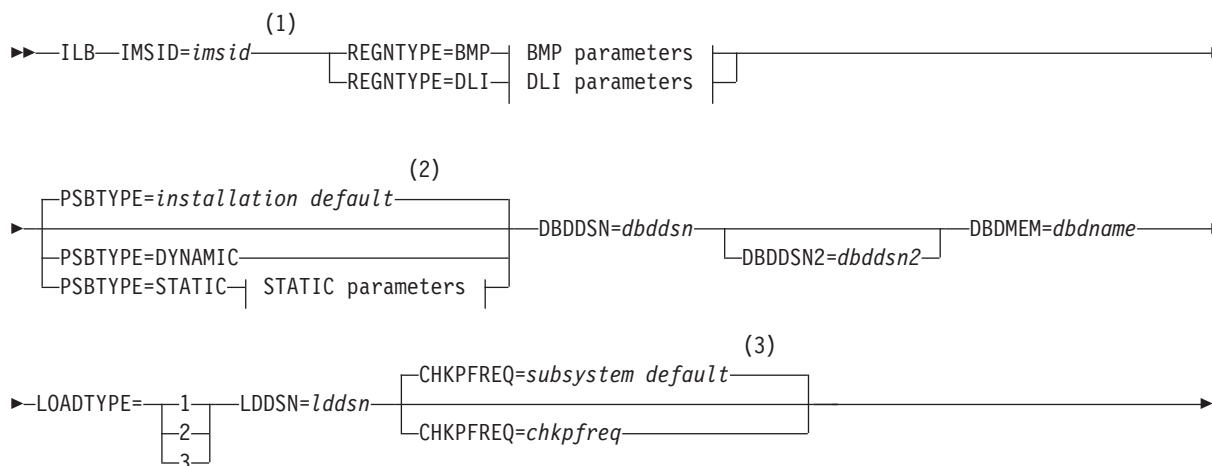 (1)
ILB IMSID=imsid REGNTYPE=BMP BMP parameters
REGNTYPE=DLI DLI parameters
(2)
PSBTYPE=installation default
DBDDSN=dbddsn DBDMEM=dbdname
PSBTYPE=DYNAMIC DBDDSN2=dbddsn2
PSBTYPE=STATIC STATIC parameters
(3)
CHKPFREQ=subsystem default
LOADTYPE= 1 LDDSN=lddsn
2 CHKPFREQ=chkpfreq
3